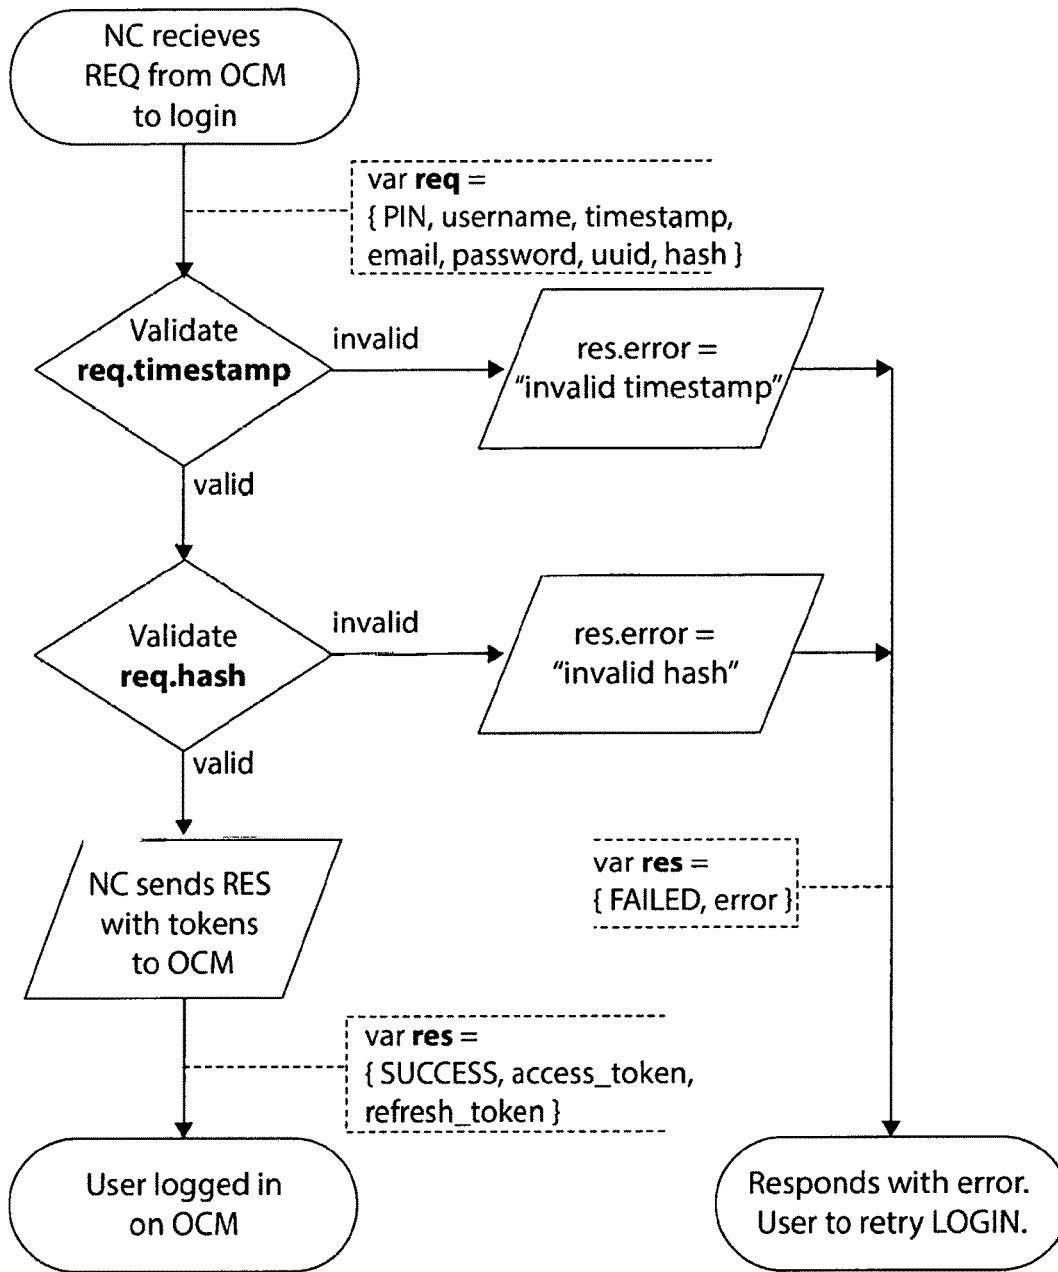 NC recieves
REQ from OCM
to login
var req =
{ PIN, username, timestamp,
email, password, uuid, hash }
Validate
req.timestamp
invalid
res.error =
“invalid timestamp”
valid
Validate
req.hash
invalid
res.error =
“invalid hash”
valid
NC sends RES
with tokens
to OCM
var res =
{ FAILED, error }
var res =
{ SUCCESS, access_token,
refresh_token }
User logged in
on OCM
Responds with error.
User to retry LOGIN.